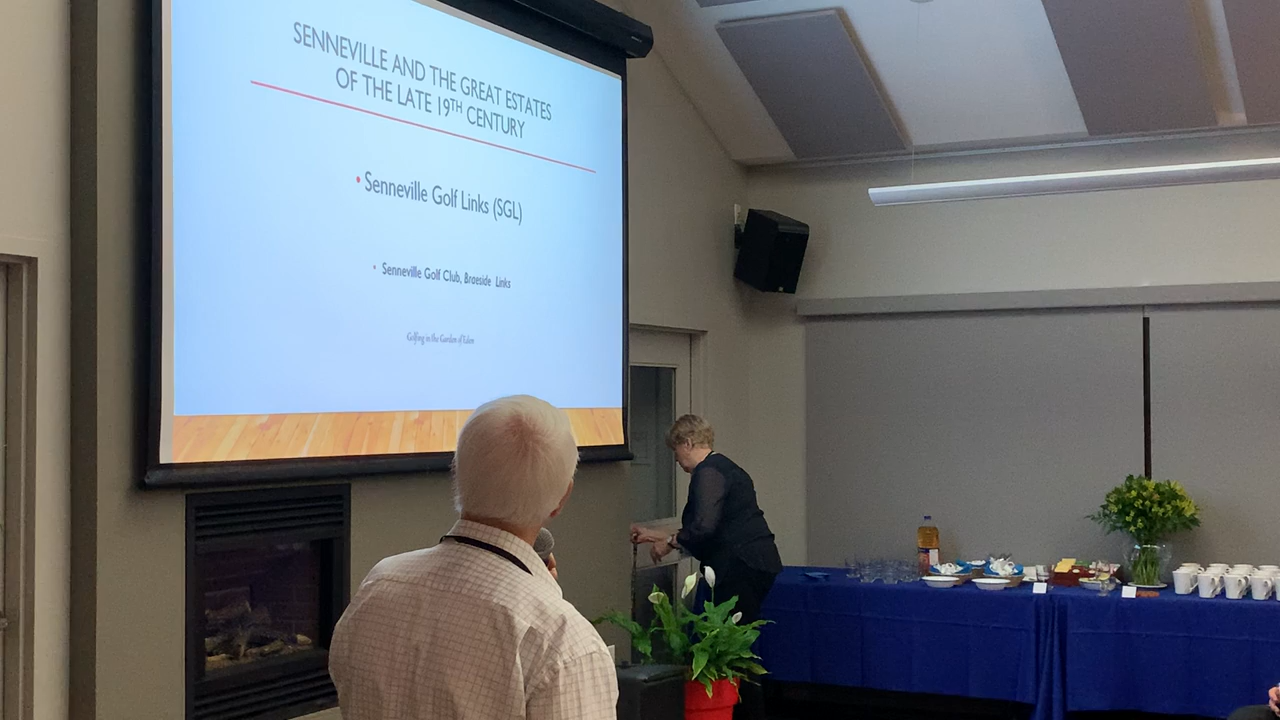 SENNEVILLE AND THE GREAT ESTATES
OF THE LATE 19TH CENTURY
• Senneville Golf Links (SGL)
• Senneville Golf Club, Braeside Links
Golfing in the Garden of Eden